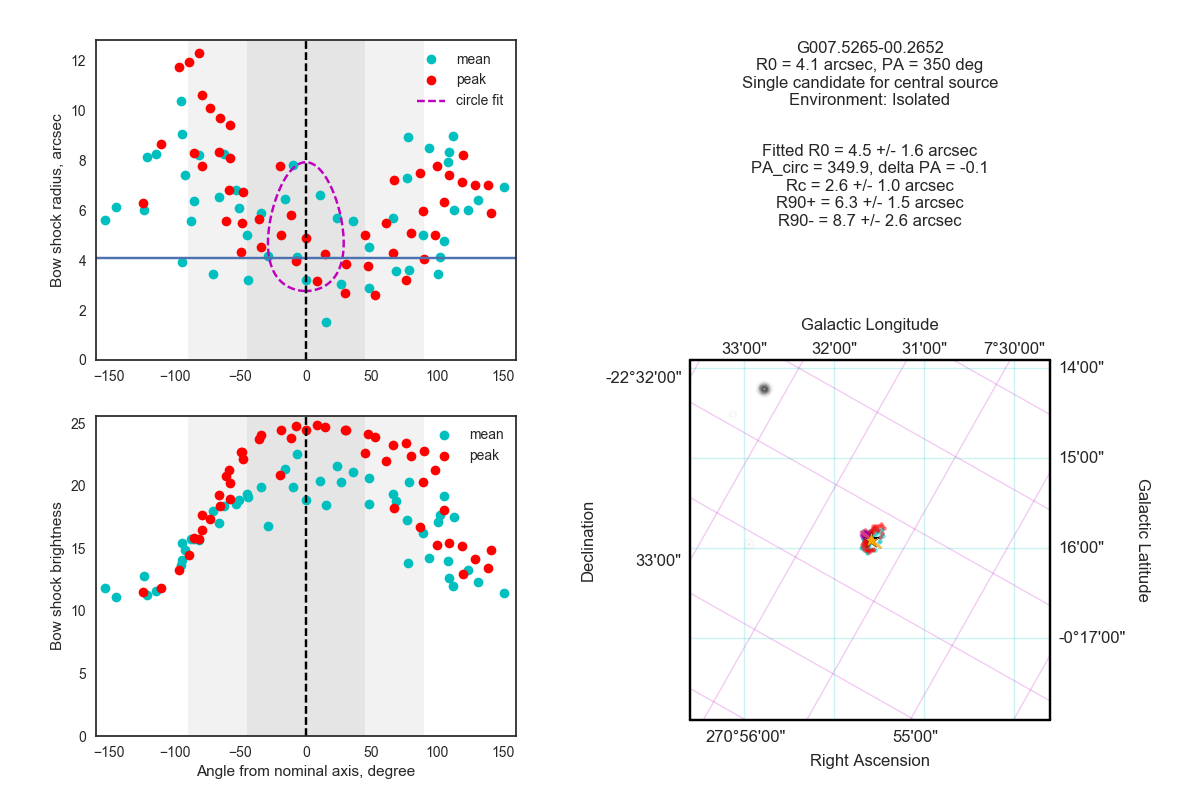 12
10
8
6
4
2
0
Bow shock radius, arcsec
mean
peak
circle fit
−150 −100 −50 0 50 100 150
25
20
15
10
5
0
Bow shock brightness
mean
peak
−150 −100 −50 0 50 100 150
Angle from nominal axis, degree
G007.5265-00.2652
R0 = 4.1 arcsec, PA = 350 deg
Single candidate for central source
Environment: Isolated
Fitted R0 = 4.5 +/- 1.6 arcsec
PA_circ = 349.9, delta PA = -0.1
Rc = 2.6 +/- 1.0 arcsec
R90+ = 6.3 +/- 1.5 arcsec
R90- = 8.7 +/- 2.6 arcsec
Galactic Longitude
33'00" 32'00" 31'00" 7°30'00"
-22°32'00"
33'00"
Declination
14'00"
15'00"
16'00"
-0°17'00"
Galactic Latitude
270°56'00" 55'00"
Right Ascension